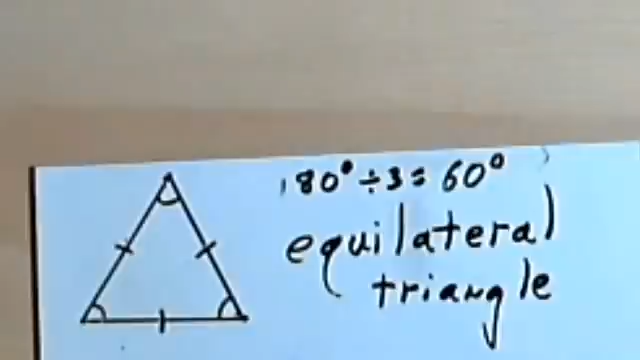 180° ÷ 3 = 60°
equilateral
triangle